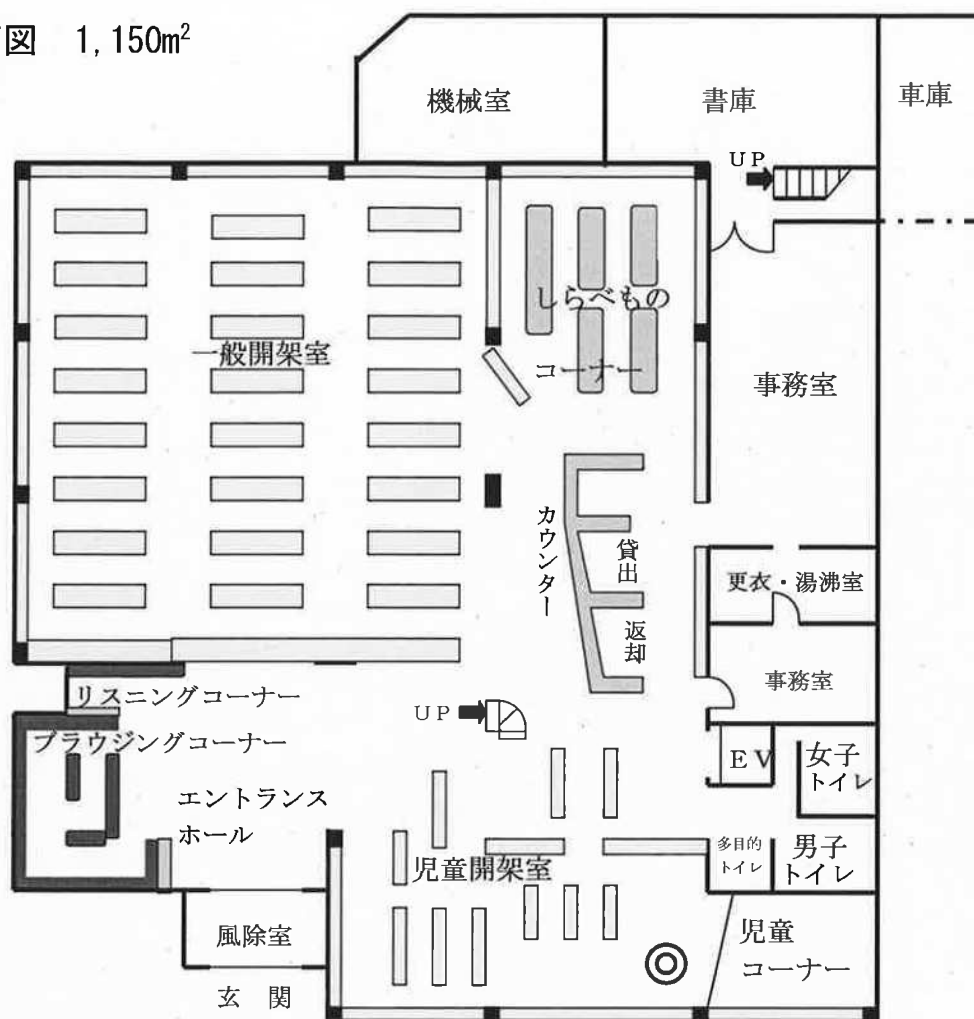 図 1,150m²
機械室
書庫
車庫
UP
しらべもの
コーナー
一般開架室
事務室
カウンター
貸出
返却
更衣・湯沸室
事務室
リスニングコーナー
UP
ブラウジングコーナー
EV
女子
トイレ
エントランス
ホール
多目的
トイレ
男子
トイレ
児童開架室
風除室
児童
コーナー
玄関